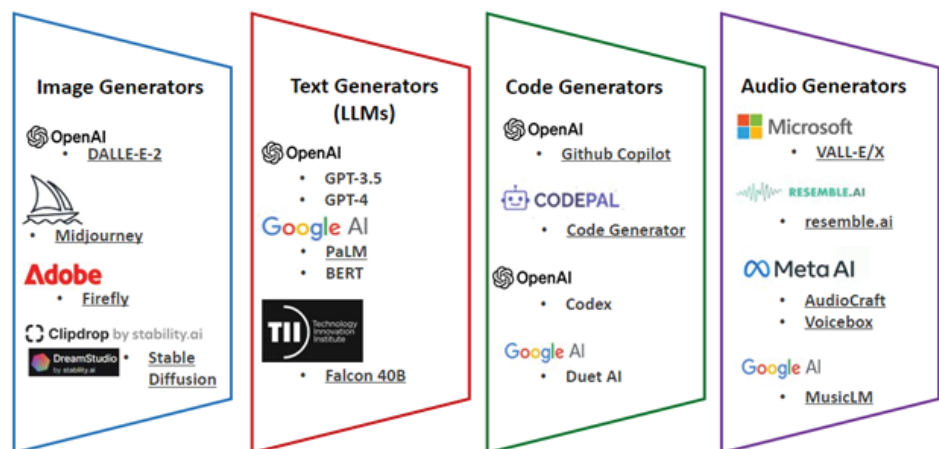 Image Generators
OpenAI
• DALLE-E-2
• Midjourney
Adobe
• Firefly
Clipdrop by stability.ai
DreamStudio
by stability.ai
• Stable
Diffusion
Text Generators
(LLMs)
OpenAI
• GPT-3.5
• GPT-4
Google AI
• PaLM
• BERT
TII
Technology
Innovation
Institute
• Falcon 40B
Code Generators
OpenAI
• Github Copilot
CODEPAL
• Code Generator
OpenAI
• Codex
Google AI
• Duet AI
Audio Generators
Microsoft
• VALL-E/X
RESEMBLE.AI
• resemble.ai
Meta AI
• AudioCraft
• Voicebox
Google AI
• MusicLM